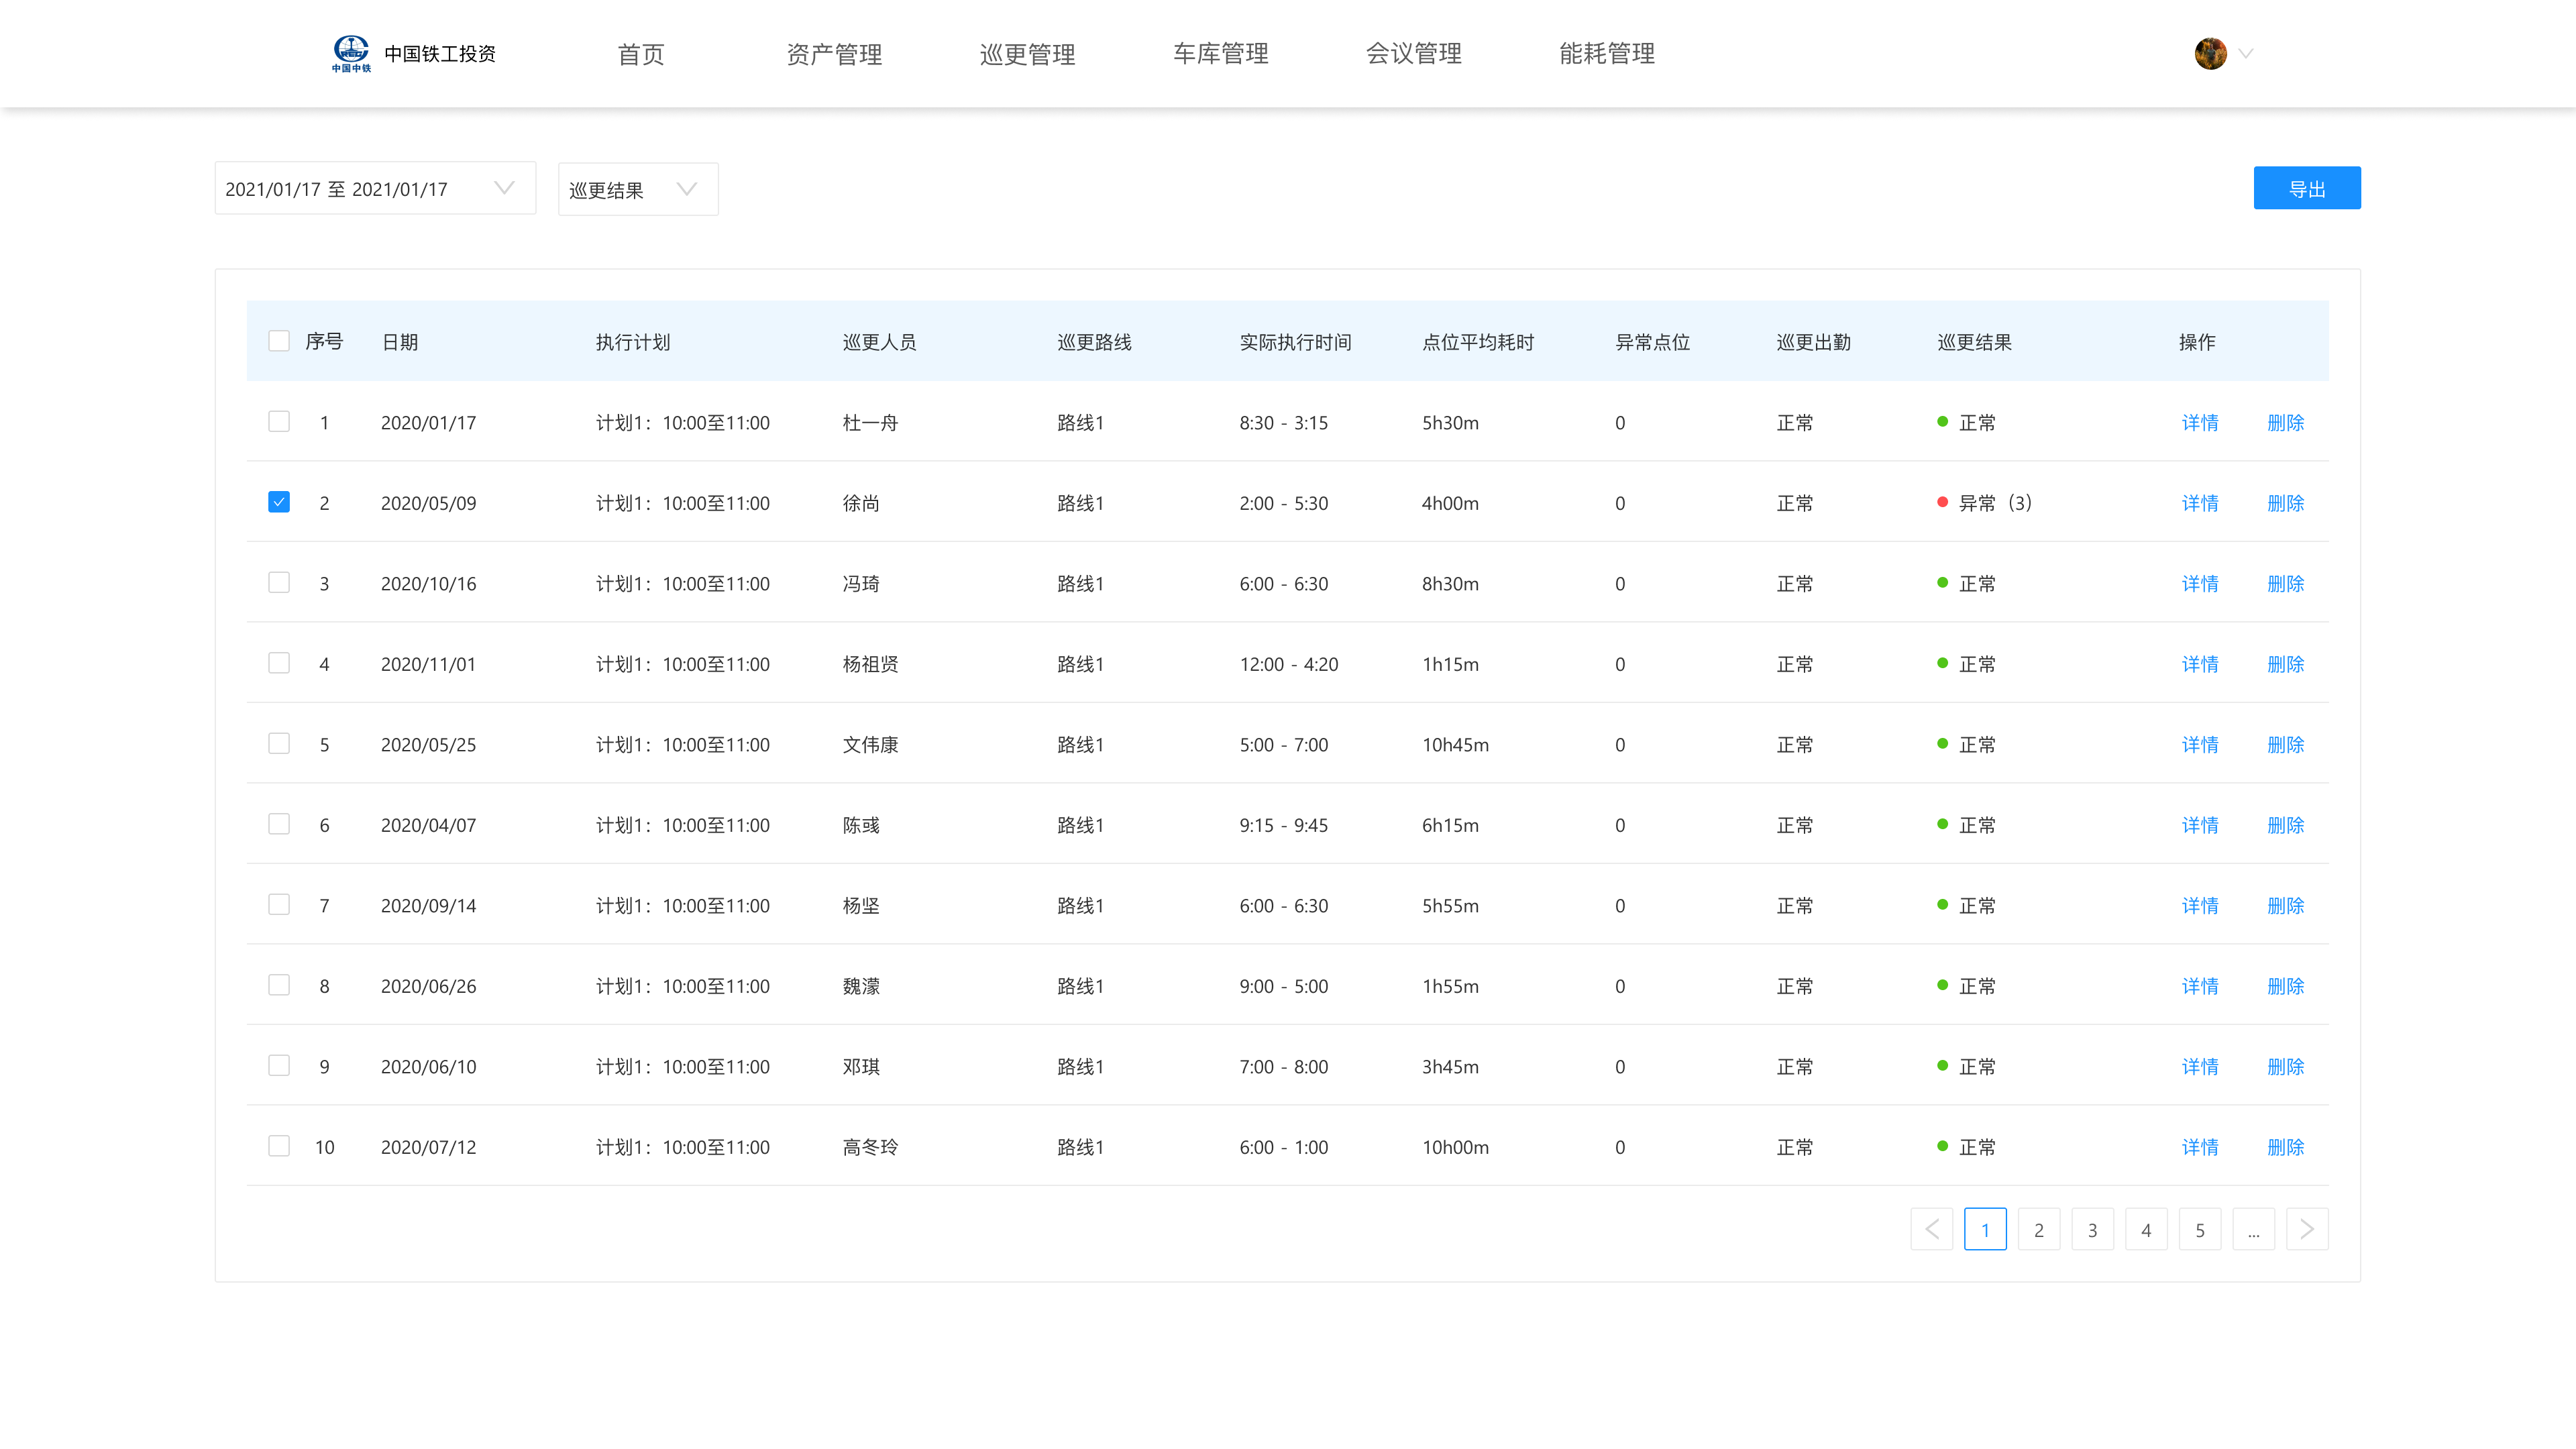 中国中铁 中国铁工投资 首页 资产管理 巡更管理 车库管理 会议管理 能耗管理
2021/01/17 至 2021/01/17 巡更结果 导出
序号 日期 执行计划 巡更人员 巡更路线 实际执行时间 点位平均耗时 异常点位 巡更出勤 巡更结果 操作
1 2020/01/17 计划1：10:00至11:00 杜一舟 路线1 8:30 - 3:15 5h30m 0 正常 正常 详情 删除
2 2020/05/09 计划1：10:00至11:00 徐尚 路线1 2:00 - 5:30 4h00m 0 正常 异常（3） 详情 删除
3 2020/10/16 计划1：10:00至11:00 冯琦 路线1 6:00 - 6:30 8h30m 0 正常 正常 详情 删除
4 2020/11/01 计划1：10:00至11:00 杨祖贤 路线1 12:00 - 4:20 1h15m 0 正常 正常 详情 删除
5 2020/05/25 计划1：10:00至11:00 文伟康 路线1 5:00 - 7:00 10h45m 0 正常 正常 详情 删除
6 2020/04/07 计划1：10:00至11:00 陈彧 路线1 9:15 - 9:45 6h15m 0 正常 正常 详情 删除
7 2020/09/14 计划1：10:00至11:00 杨坚 路线1 6:00 - 6:30 5h55m 0 正常 正常 详情 删除
8 2020/06/26 计划1：10:00至11:00 魏濛 路线1 9:00 - 5:00 1h55m 0 正常 正常 详情 删除
9 2020/06/10 计划1：10:00至11:00 邓琪 路线1 7:00 - 8:00 3h45m 0 正常 正常 详情 删除
10 2020/07/12 计划1：10:00至11:00 高冬玲 路线1 6:00 - 1:00 10h00m 0 正常 正常 详情 删除
1 2 3 4 5 ...